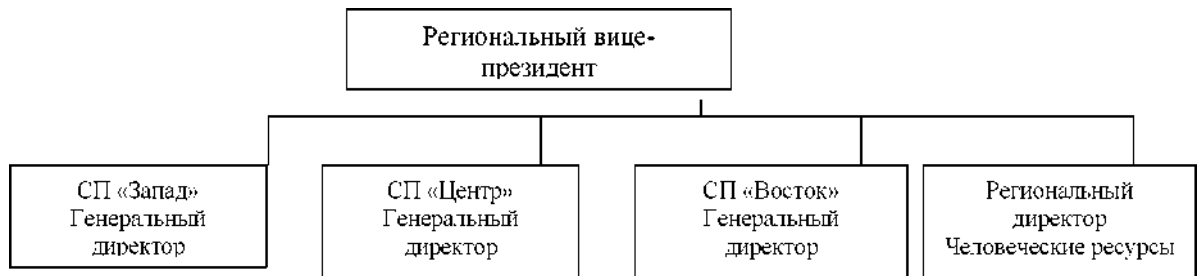 Региональный вице-
президент
СП «Запад»
Генеральный
директор
СП «Центр»
Генеральный
директор
СП «Восток»
Генеральный
директор
Региональный
директор
Человеческие ресурсы